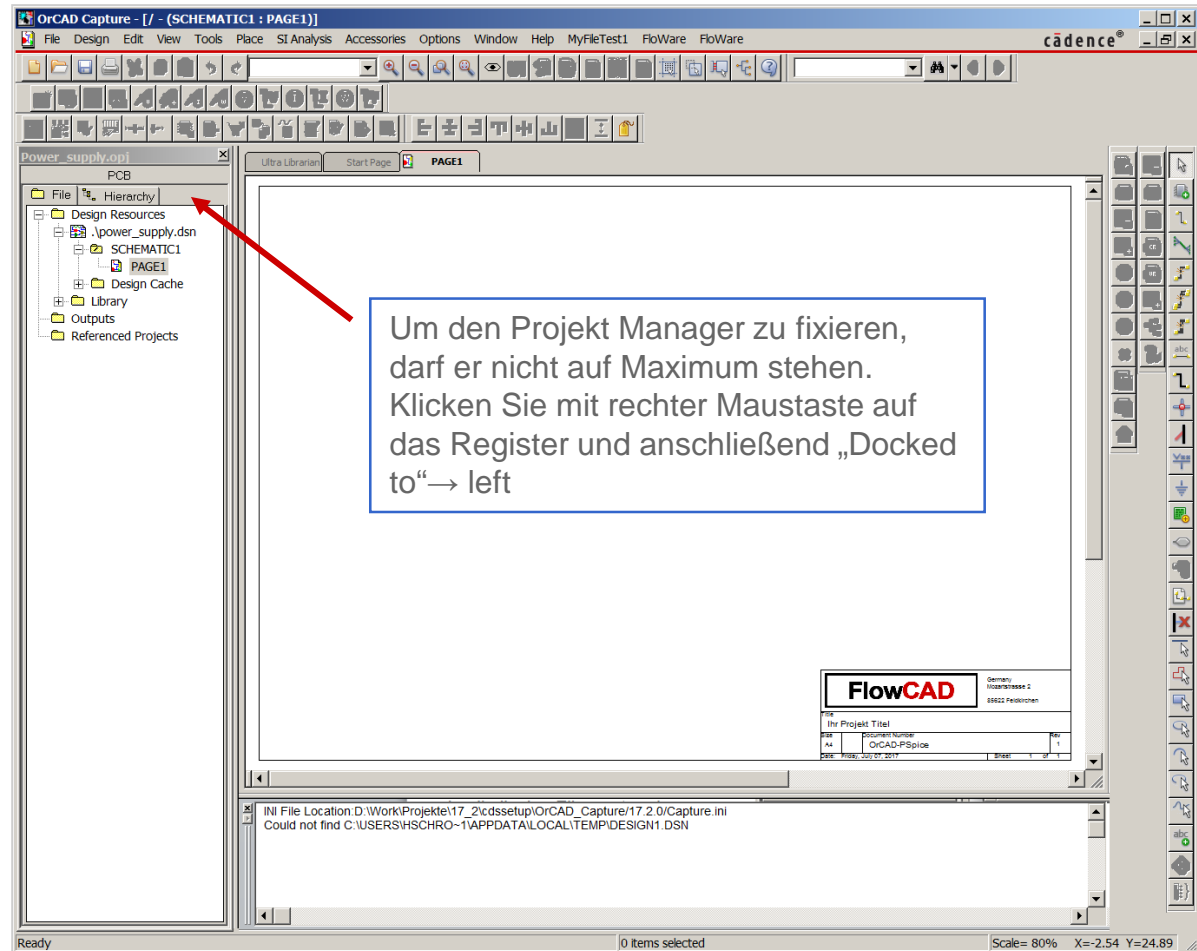 OrCAD Capture - [/ - (SCHEMATIC1 : PAGE1)]
File Design Edit View Tools Place SI Analysis Accessories Options Window Help MyFileTest1 FloWare FloWare
cādence®
Power_supply.opj
PCB
File Hierarchy
Design Resources
.\power_supply.dsn
SCHEMATIC1
PAGE1
Design Cache
Library
Outputs
Referenced Projects
Ultra Librarian Start Page PAGE1
Um den Projekt Manager zu fixieren,
darf er nicht auf Maximum stehen.
Klicken Sie mit rechter Maustaste auf
das Register und anschließend „Docked
to“→ left
FlowCAD
Germany
Mozartstrasse 2
85622 Feldkirchen
Title
Ihr Projekt Titel
Size Document Number Rev
A4 OrCAD-PSpice 1
Date: Friday, July 07, 2017 Sheet 1 of 1
INI File Location:D:\Work\Projekte\17_2\cdssetup\OrCAD_Capture/17.2.0/Capture.ini
Could not find C:\USERS\HSCHRO~1\APPDATA\LOCAL\TEMP\DESIGN1.DSN
abc
abc
Ready 0 items selected Scale= 80% X=-2.54 Y=24.89